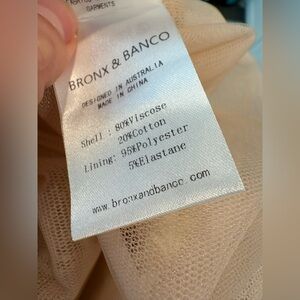 GARMENTS
BRONX & BANCO
DESIGNED IN AUSTRALIA
MADE IN CHINA
Shell : 80%Viscose
20%Cotton
Lining: 95%Polyester
5%Elastane
www.bronxandbanco.com